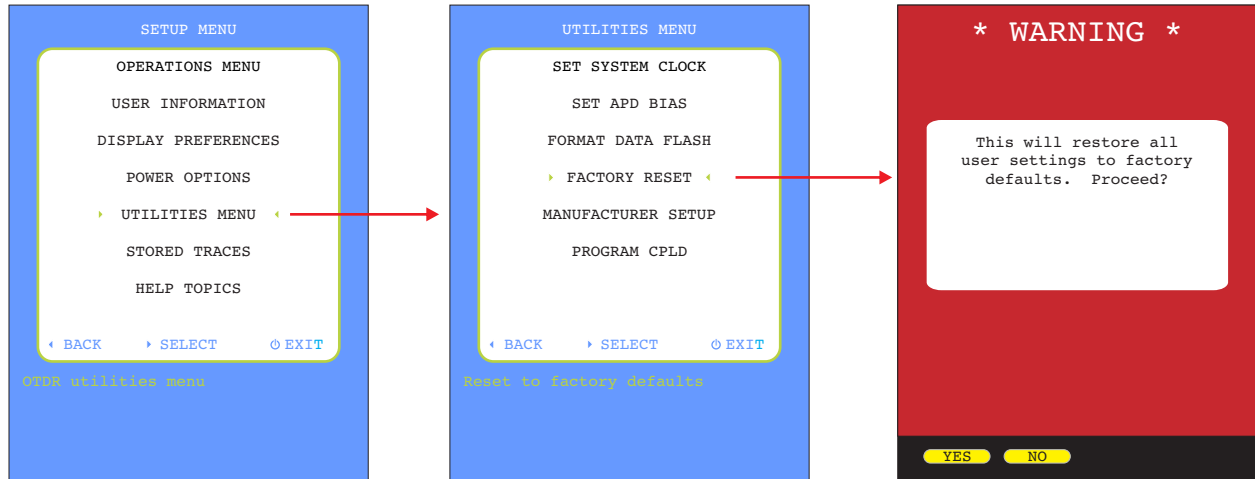 SETUP MENU
OPERATIONS MENU
USER INFORMATION
DISPLAY PREFERENCES
POWER OPTIONS
UTILITIES MENU
STORED TRACES
HELP TOPICS
BACK SELECT EXIT
OTDR utilities menu
UTILITIES MENU
SET SYSTEM CLOCK
SET APD BIAS
FORMAT DATA FLASH
FACTORY RESET
MANUFACTURER SETUP
PROGRAM CPLD
BACK SELECT EXIT
Reset to factory defaults
* WARNING *
This will restore all
user settings to factory
defaults. Proceed?
YES NO